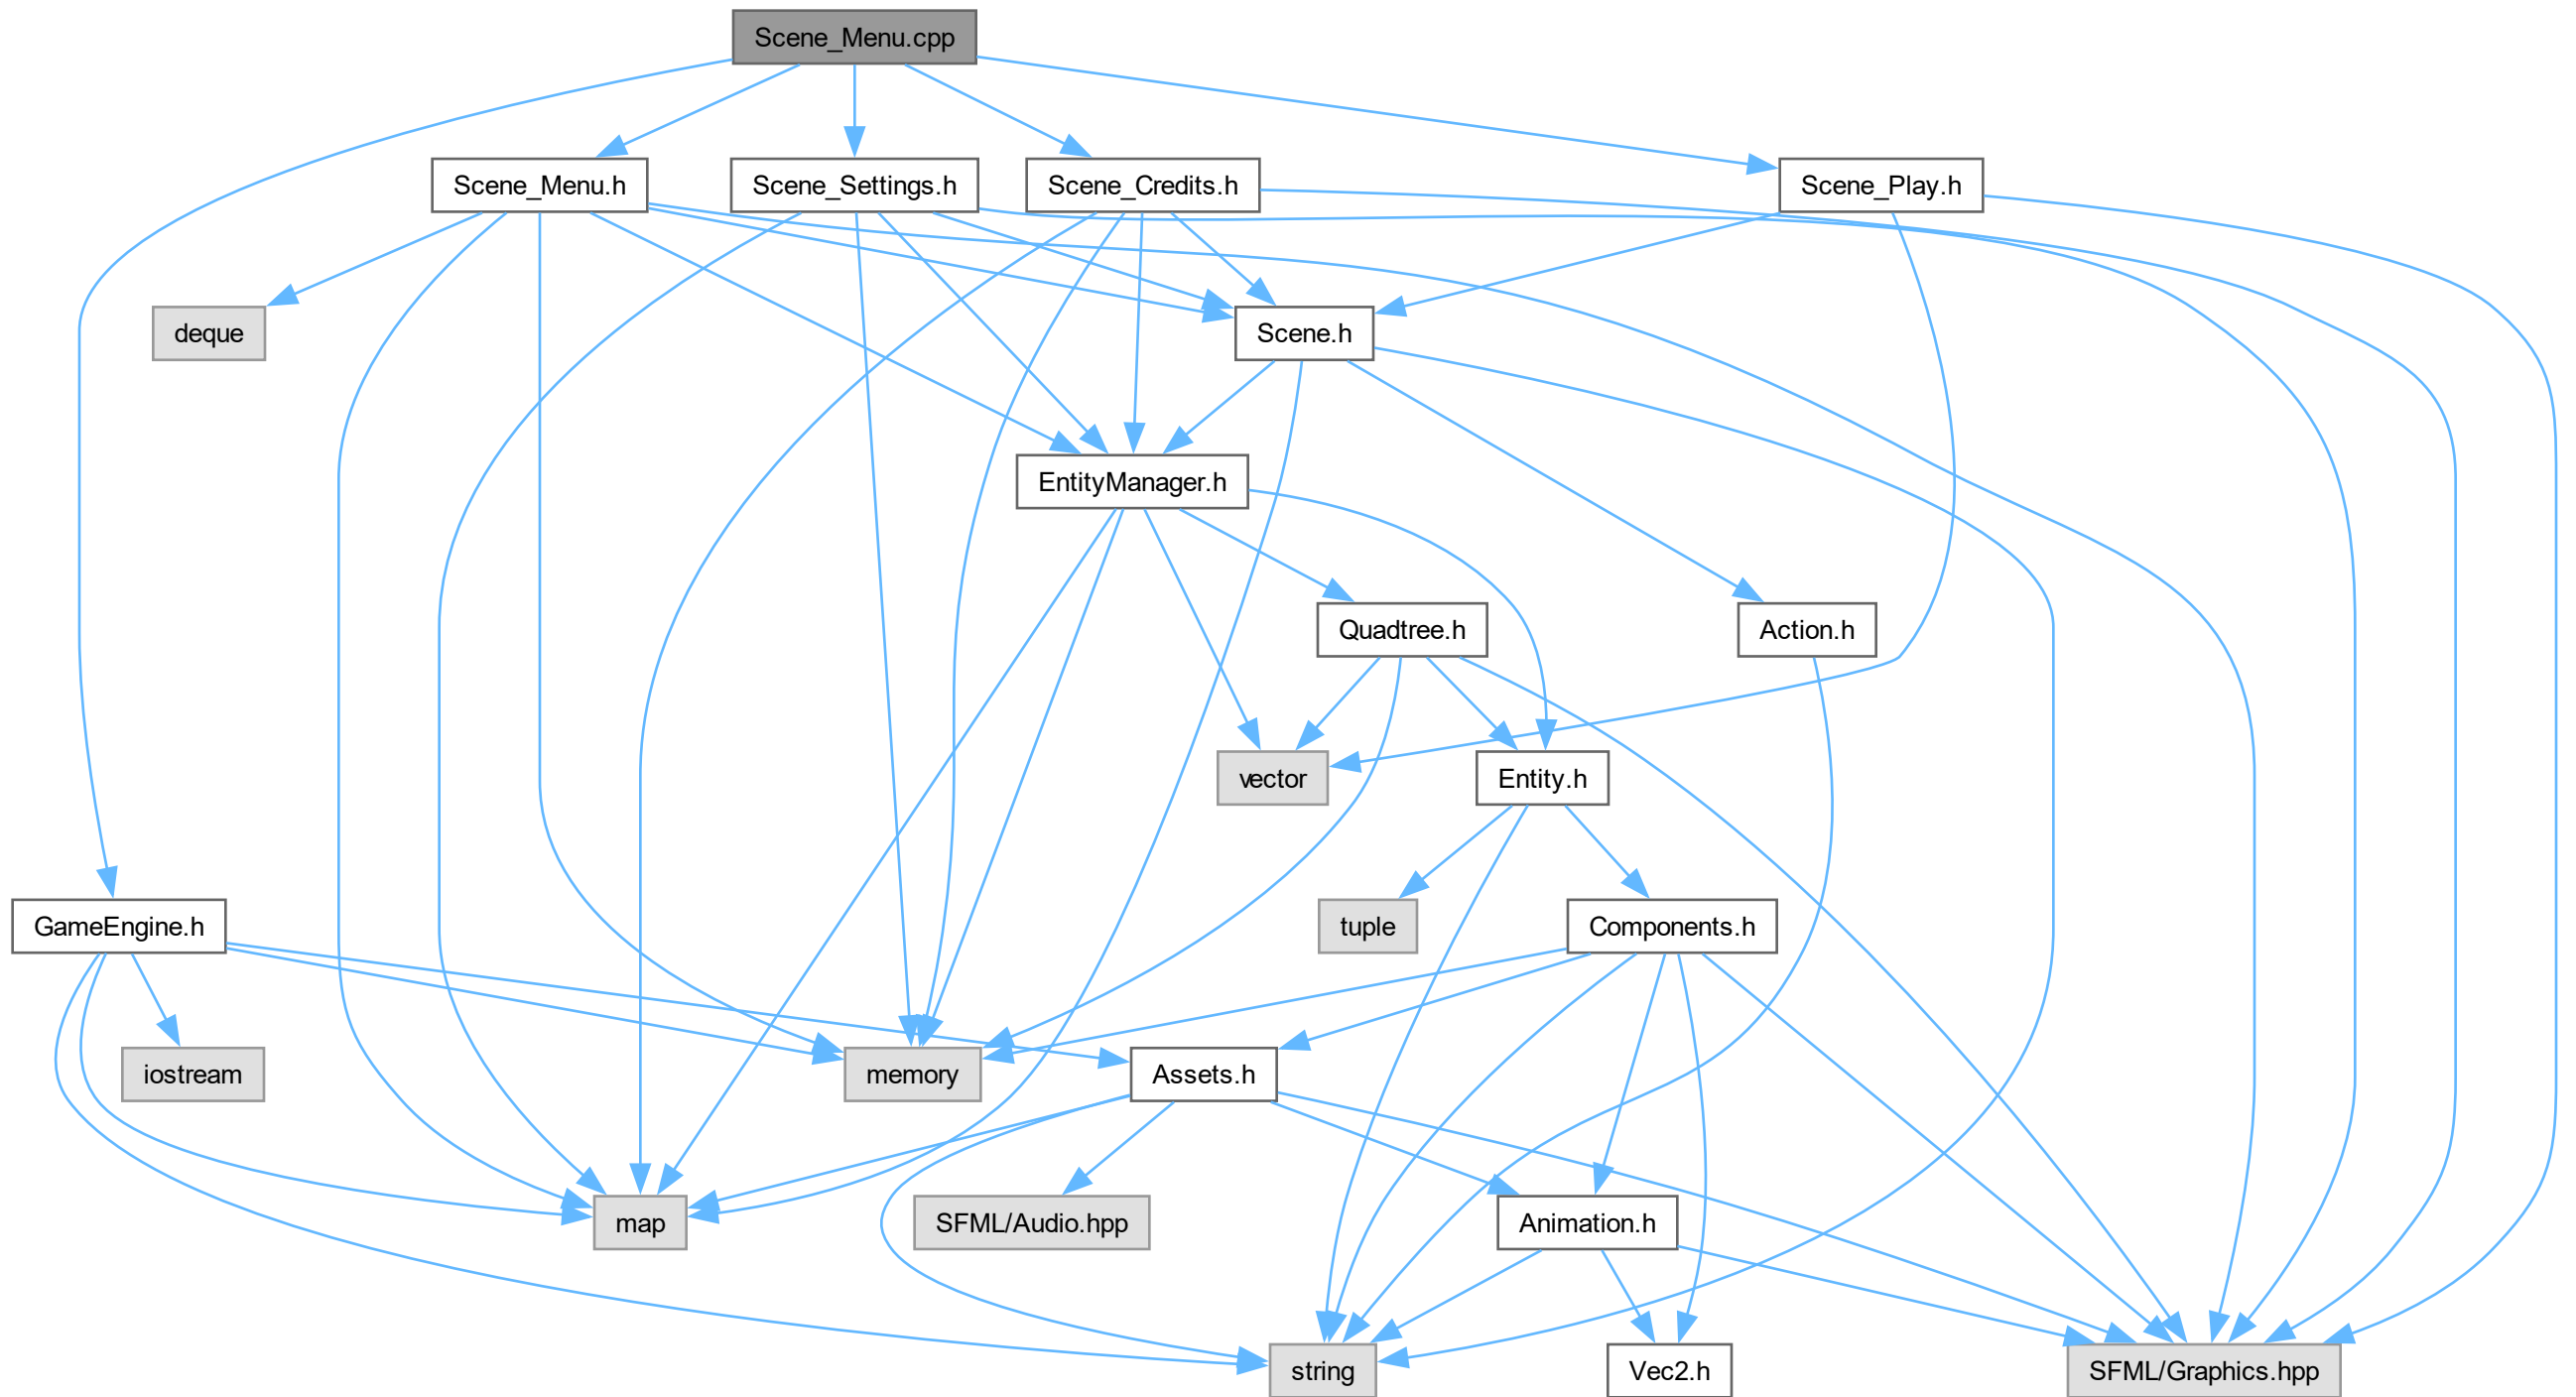 Scene_Menu.cpp
Scene_Menu.h
Scene_Settings.h
Scene_Credits.h
Scene_Play.h
deque
Scene.h
EntityManager.h
Quadtree.h
Action.h
vector
Entity.h
GameEngine.h
tuple
Components.h
iostream
memory
Assets.h
map
SFML/Audio.hpp
Animation.h
string
Vec2.h
SFML/Graphics.hpp